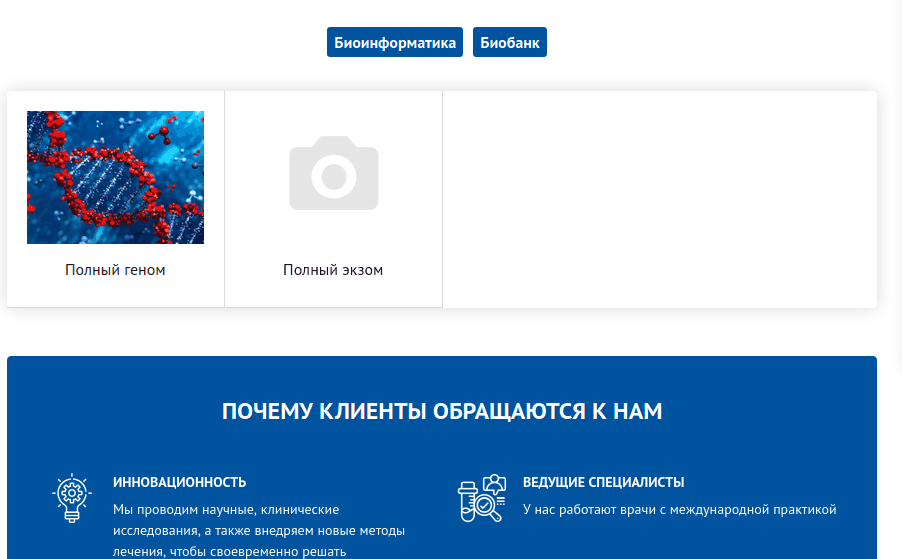 Биоинформатика Биобанк
Полный геном
Полный экзом
ПОЧЕМУ КЛИЕНТЫ ОБРАЩАЮТСЯ К НАМ
ИННОВАЦИОННОСТЬ
Мы проводим научные, клинические
исследования, а также внедряем новые методы
лечения, чтобы своевременно решать
ВЕДУЩИЕ СПЕЦИАЛИСТЫ
У нас работают врачи с международной практикой